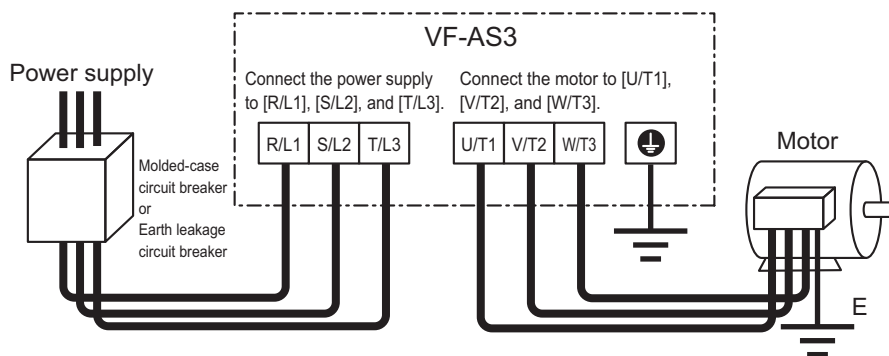 VF-AS3
Power supply
Connect the power supply
to [R/L1], [S/L2], and [T/L3].
Connect the motor to [U/T1],
[V/T2], and [W/T3].
R/L1 S/L2 T/L3
U/T1 V/T2 W/T3
Motor
Molded-case
circuit breaker
or
Earth leakage
circuit breaker
E